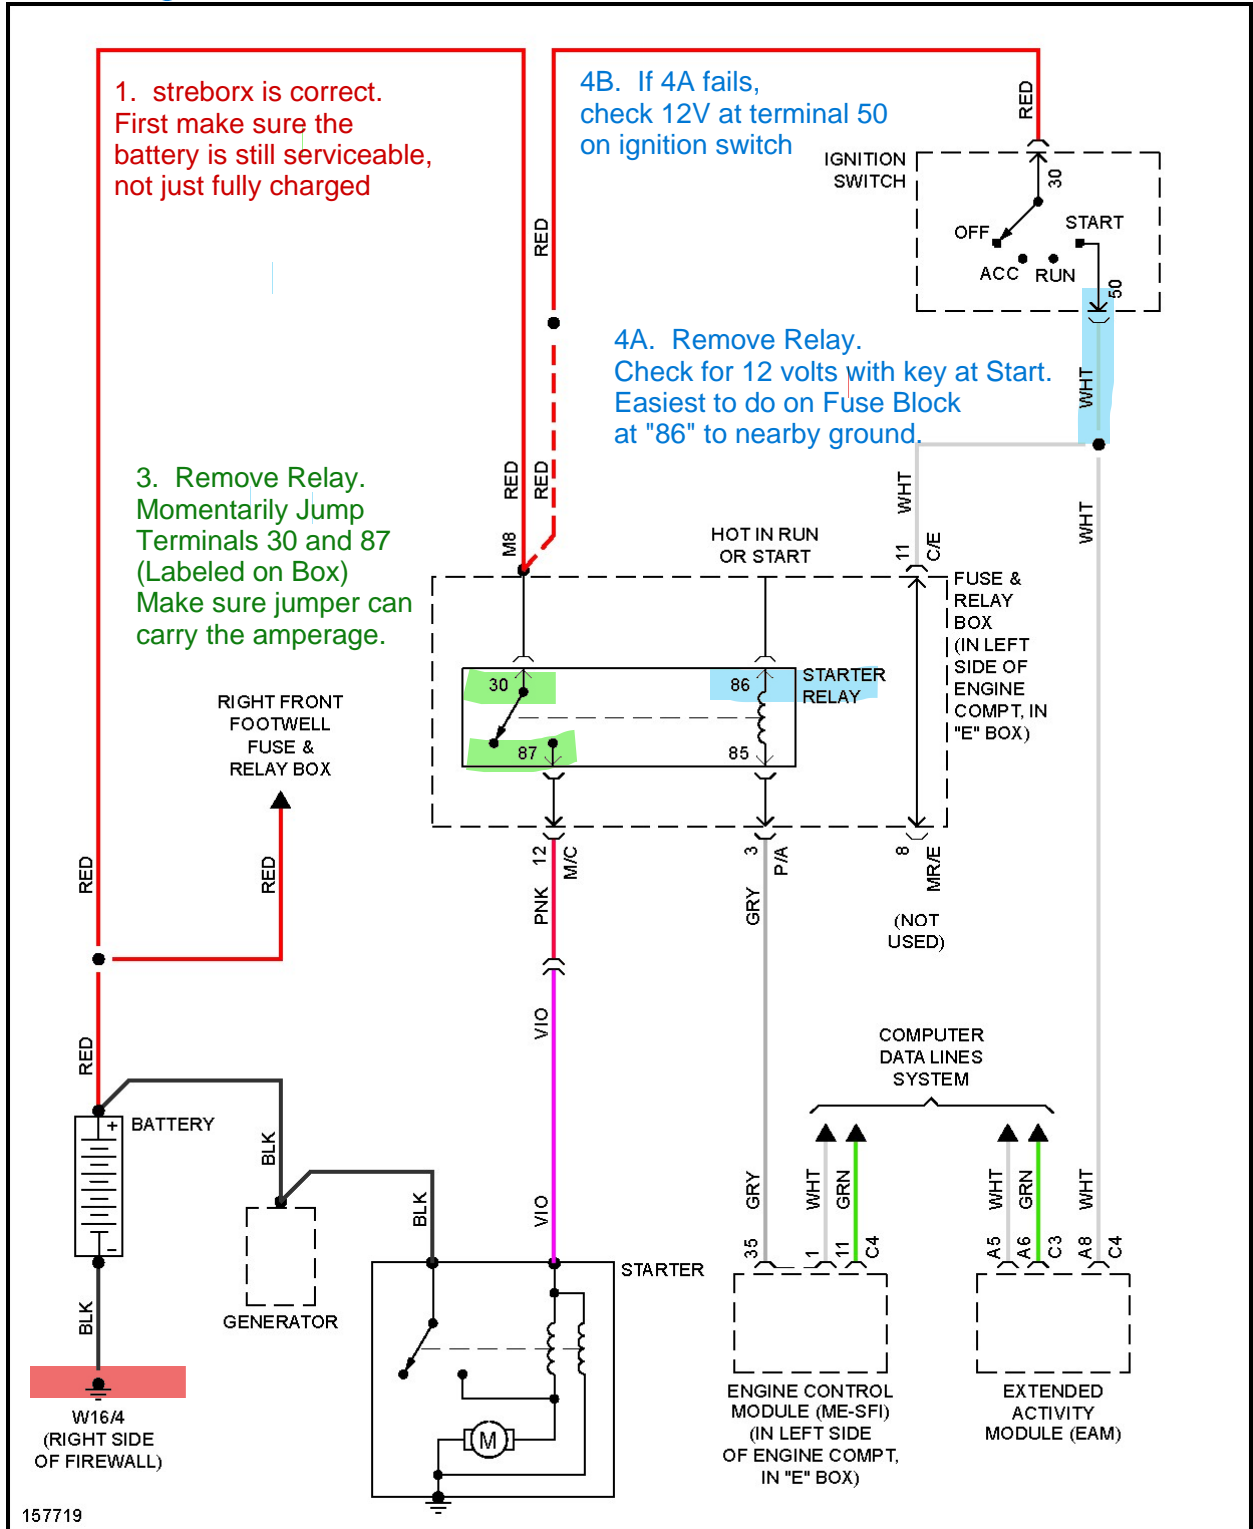 1.  streborx is correct.
First make sure the
battery is still serviceable,
not just fully charged
4B.  If 4A fails,
check 12V at terminal 50
on ignition switch
RED
IGNITION
SWITCH
30
OFF
START
ACC
RUN
50
RED
4A.  Remove Relay.
Check for 12 volts with key at Start.
Easiest to do on Fuse Block
at "86" to nearby ground.
WHT
3.  Remove Relay.
Momentarily Jump
Terminals 30 and 87
(Labeled on Box)
Make sure jumper can
carry the amperage.
RED
RED
WHT
WHT
M8
HOT IN RUN
OR START
11
C/E
FUSE &
RELAY
BOX
(IN LEFT
SIDE OF
ENGINE
COMPT, IN
"E" BOX)
30
86
STARTER
RELAY
87
85
RIGHT FRONT
FOOTWELL
FUSE &
RELAY BOX
12
M/C
3
P/A
8
MR/E
RED
RED
PNK
GRY
(NOT
USED)
RED
VIO
COMPUTER
DATA LINES
SYSTEM
+
BATTERY
-
BLK
BLK
VIO
GRY
WHT
GRN
WHT
GRN
WHT
35
1
11
C4
A5
A6
C3
A8
C4
STARTER
GENERATOR
BLK
M
W16/4
(RIGHT SIDE
OF FIREWALL)
ENGINE CONTROL
MODULE (ME-SFI)
(IN LEFT SIDE
OF ENGINE COMPT,
IN "E" BOX)
EXTENDED
ACTIVITY
MODULE (EAM)
157719